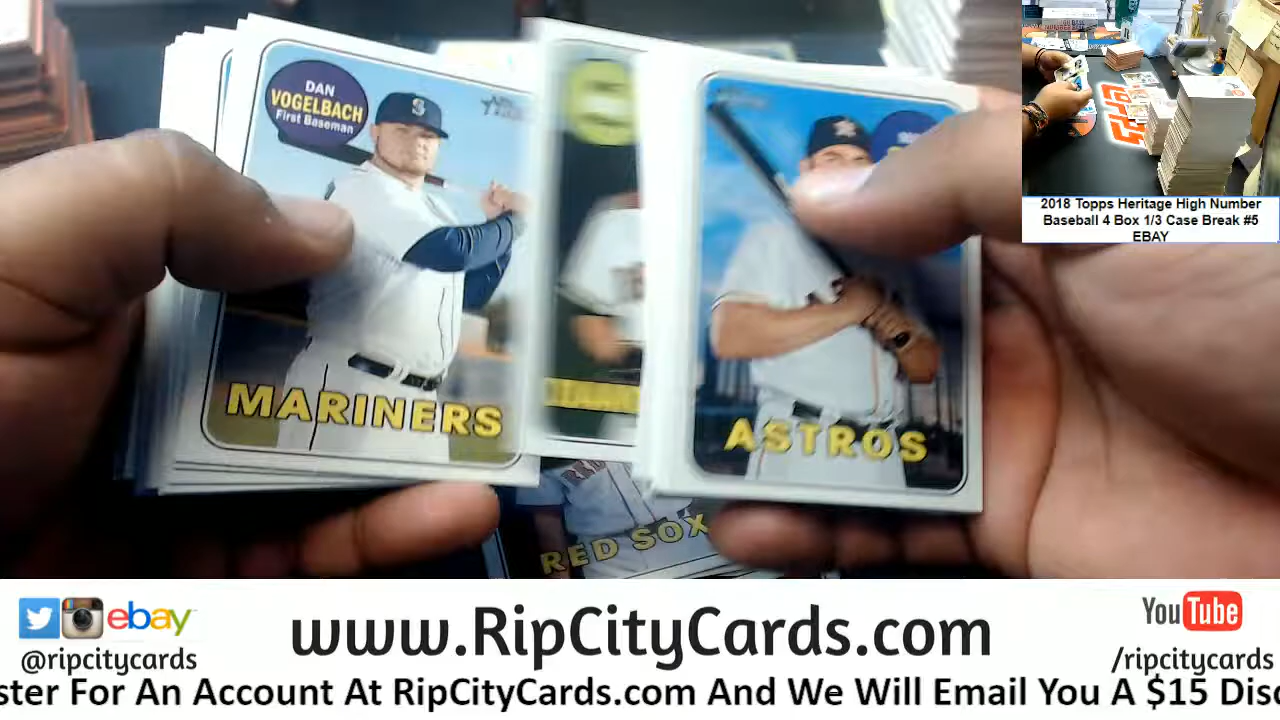 DAN
VOGELBACH
First Baseman
MARINERS
ASTROS
RED SOX
2018 Topps Heritage High Number
Baseball 4 Box 1/3 Case Break #5
EBAY
ebay
@ripcitycards
www.RipCityCards.com
YouTube
/ripcitycards
ster For An Account At RipCityCards.com And We Will Email You A $15 Disc